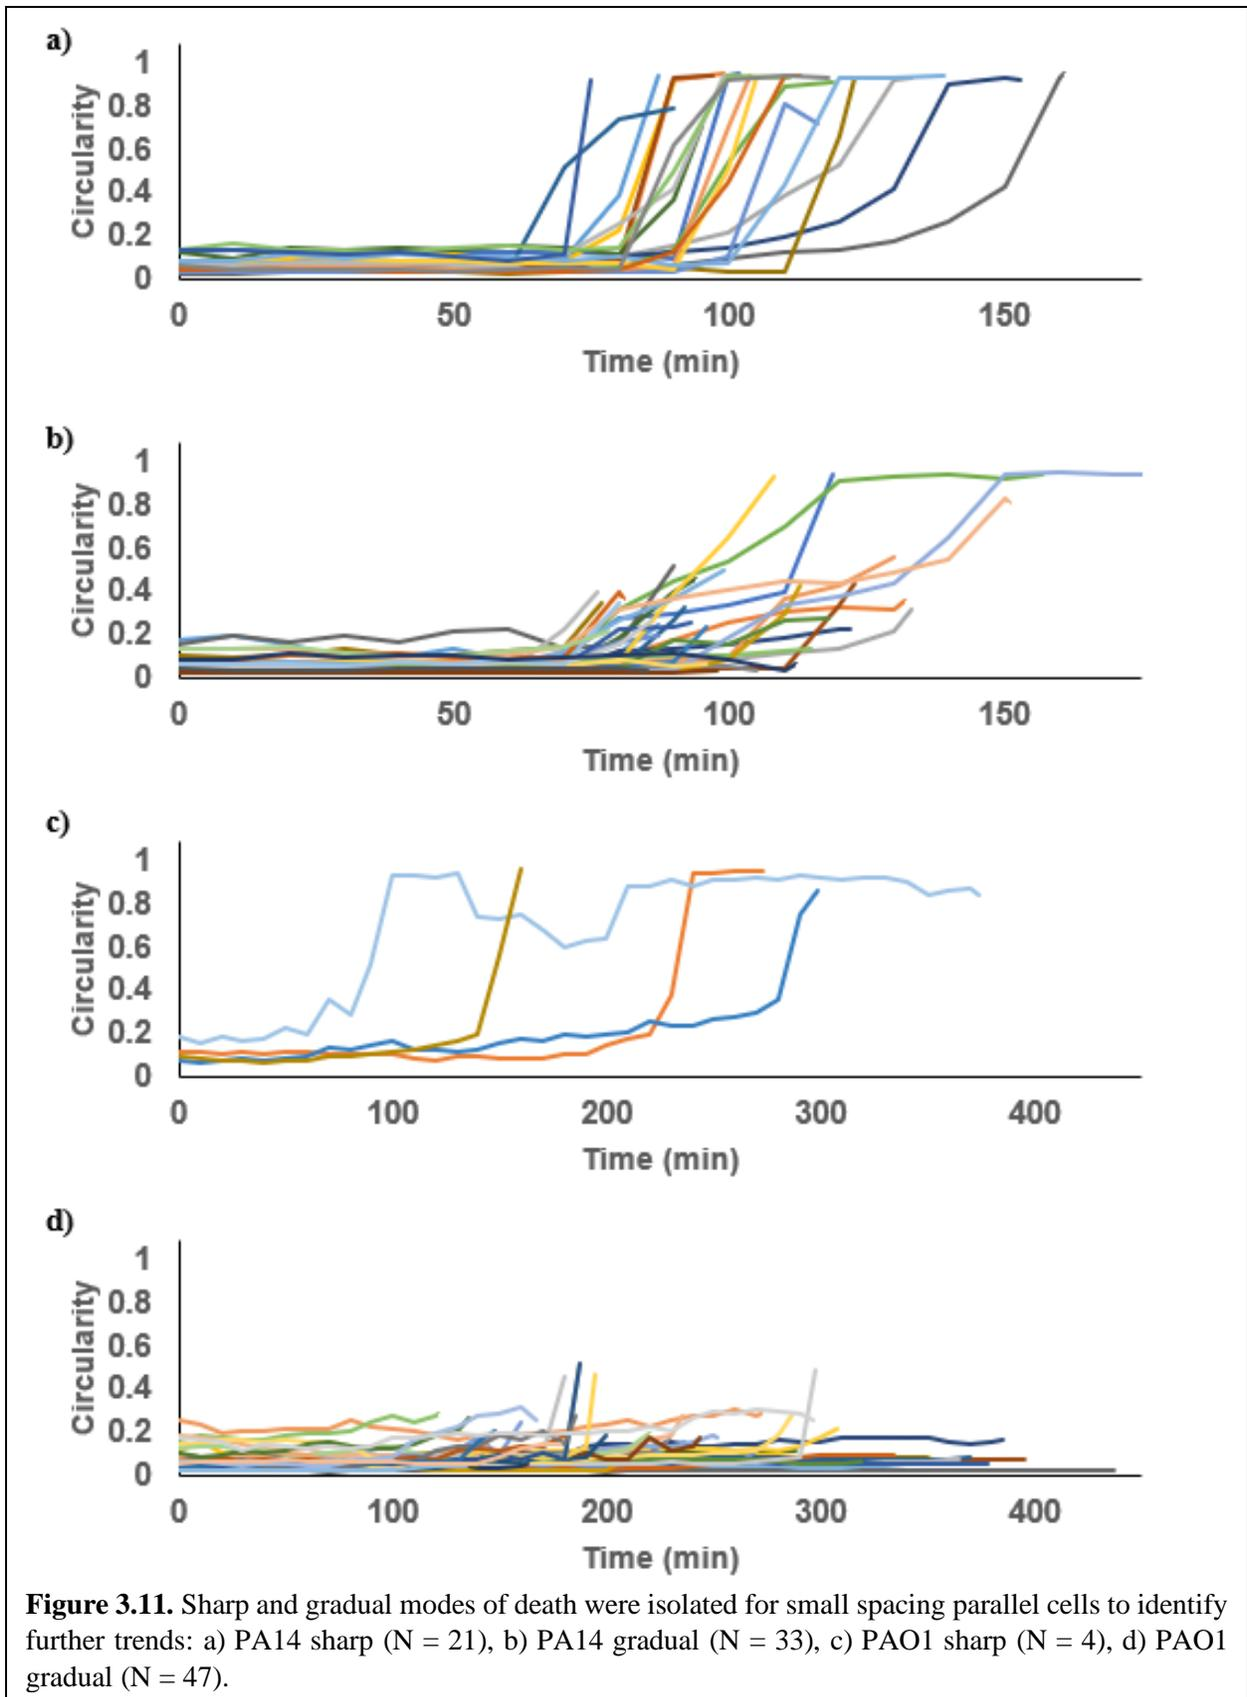 a)
1
0.8
0.6
0.4
0.2
0
Circularity
0 50 100 150
Time (min)
b)
1
0.8
0.6
0.4
0.2
0
Circularity
0 50 100 150
Time (min)
c)
1
0.8
0.6
0.4
0.2
0
Circularity
0 100 200 300 400
Time (min)
d)
1
0.8
0.6
0.4
0.2
0
Circularity
0 100 200 300 400
Time (min)
Figure 3.11. Sharp and gradual modes of death were isolated for small spacing parallel cells to identify
further trends: a) PA14 sharp (N = 21), b) PA14 gradual (N = 33), c) PAO1 sharp (N = 4), d) PAO1
gradual (N = 47).